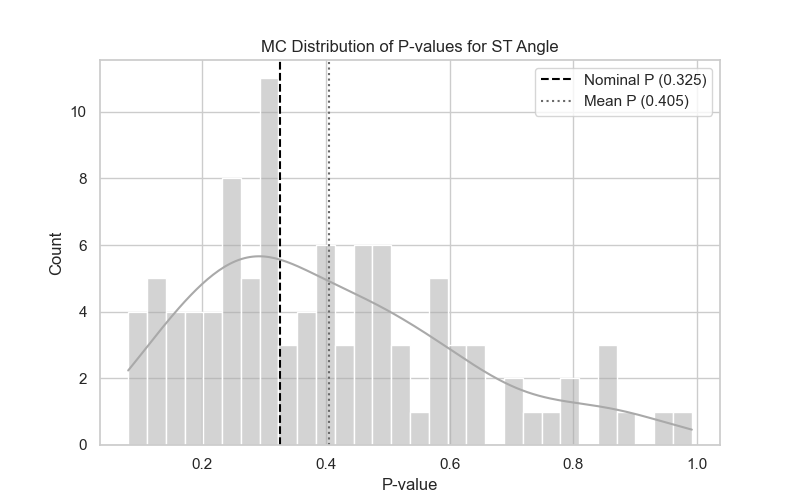 MC Distribution of P-values for ST Angle
Nominal P (0.325)
Mean P (0.405)
10
8
6
4
2
0
Count
0.2 0.4 0.6 0.8 1.0
P-value